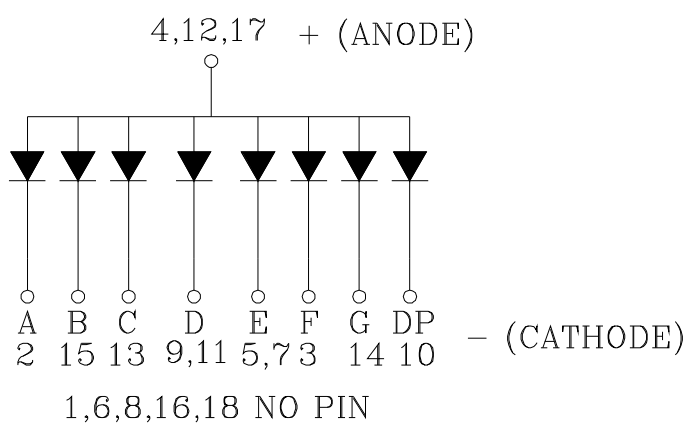 4,12,17 + (ANODE)
A B C D E F G DP
2 15 13 9,11 5,7 3 14 10 − (CATHODE)
1,6,8,16,18 NO PIN